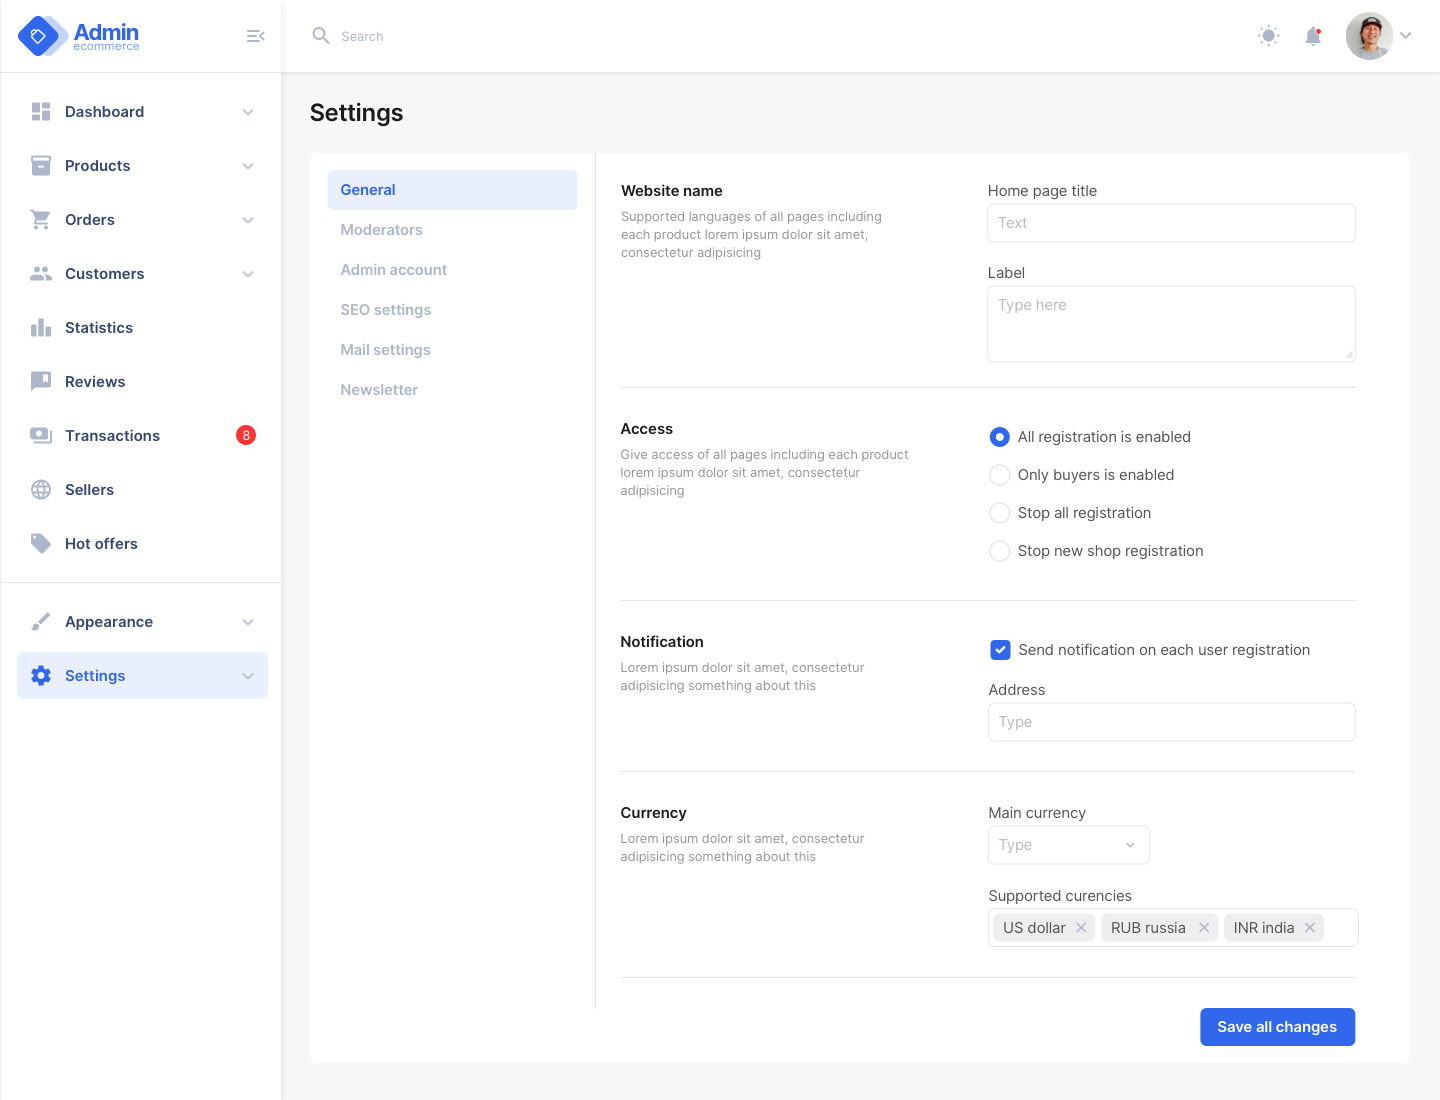 Admin
ecommerce
Search
Dashboard
Products
Orders
Customers
Statistics
Reviews
Transactions 8
Sellers
Hot offers
Appearance
Settings
Settings
General
Moderators
Admin account
SEO settings
Mail settings
Newsletter
Website name
Supported languages of all pages including
each product lorem ipsum dolor sit amet,
consectetur adipisicing
Home page title
Text
Label
Type here
Access
Give access of all pages including each product
lorem ipsum dolor sit amet, consectetur
adipisicing
All registration is enabled
Only buyers is enabled
Stop all registration
Stop new shop registration
Notification
Lorem ipsum dolor sit amet, consectetur
adipisicing something about this
Send notification on each user registration
Address
Type
Currency
Lorem ipsum dolor sit amet, consectetur
adipisicing something about this
Main currency
Type
Supported curencies
US dollar RUB russia INR india
Save all changes